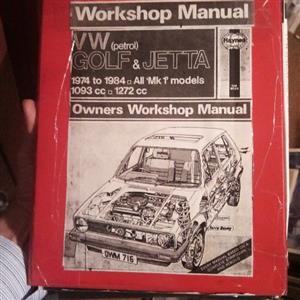 Workshop Manual
VW (petrol)
GOLF & JETTA
Haynes
1974 to 1984 □ All 'Mk 1' models
1093 cc □ 1272 cc
Owners Workshop Manual
OWM 716